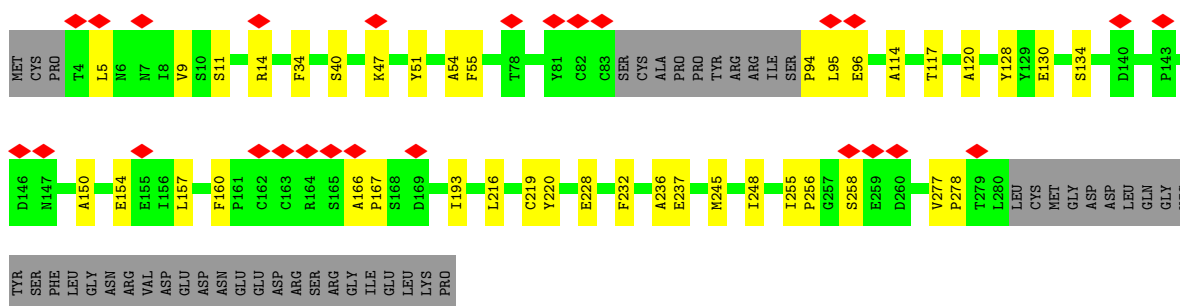 MET CYS PRO T4 L5 N6 N7 I8 V9 S10 S11 R14 F34 S40 K47 Y51 A54 F55 T78 Y81 C82 C83 SER CYS ALA PRO PRO TYR ARG ARG ILE SER P94 L95 E96 A114 T117 A120 Y128 Y129 E130 S134 D140 P143
D146 N147 A150 E154 E155 I156 L157 F160 P161 C162 C163 R164 S165 A166 P167 S168 D169 I193 L216 C219 Y220 E228 F232 A236 E237 M245 I248 I255 P256 G257 S258 E259 D260 V277 P278 T279 L280 LEU CYS MET GLY ASP ASP LEU GLN GLY
TYR SER PHE LEU GLY ASN ARG VAL ASP GLU ASP ASN GLU GLU ASP ARG SER ARG GLY ILE GLU LEU LYS PRO